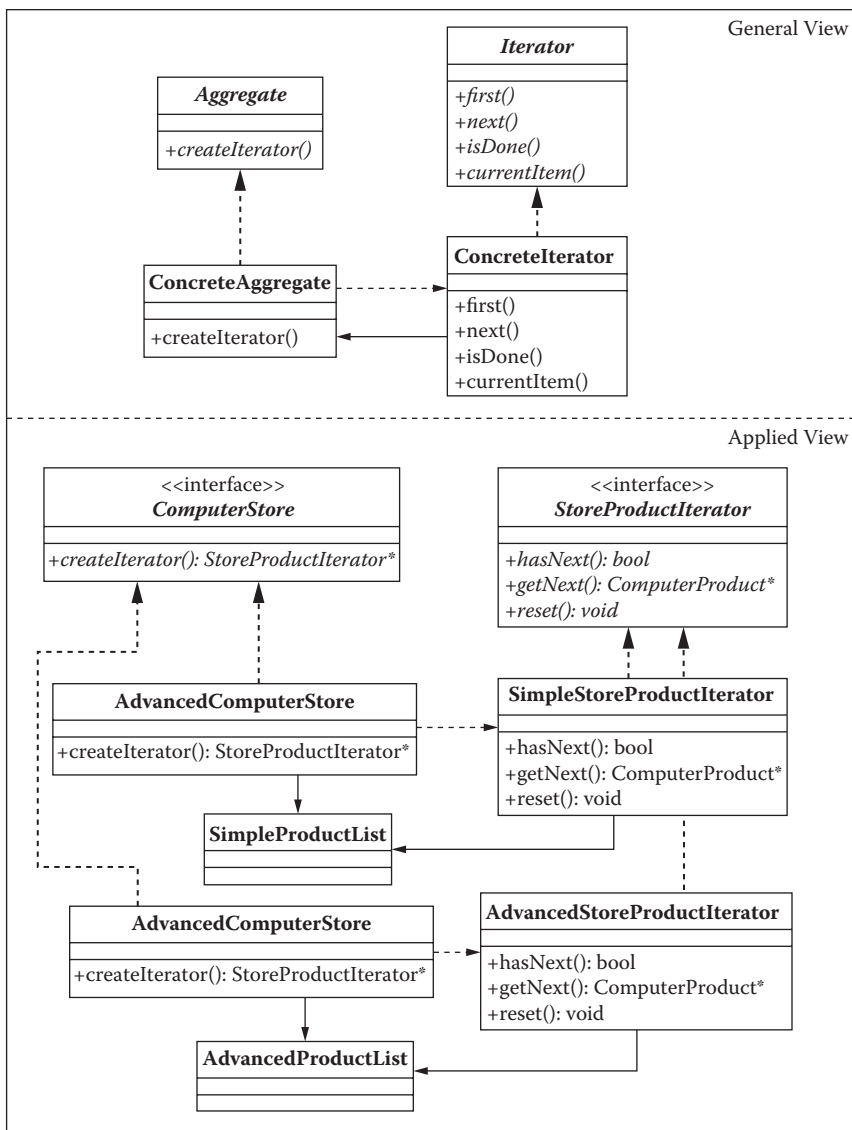 General View
Iterator
+first()
+next()
+isDone()
+currentItem()
Aggregate
+createIterator()
ConcreteAggregate
+createIterator()
ConcreteIterator
+first()
+next()
+isDone()
+currentItem()
Applied View
<<interface>>
ComputerStore
+createIterator(): StoreProductIterator*
<<interface>>
StoreProductIterator
+hasNext(): bool
+getNext(): ComputerProduct*
+reset(): void
AdvancedComputerStore
+createIterator(): StoreProductIterator*
SimpleStoreProductIterator
+hasNext(): bool
+getNext(): ComputerProduct*
+reset(): void
SimpleProductList
AdvancedComputerStore
+createIterator(): StoreProductIterator*
AdvancedStoreProductIterator
+hasNext(): bool
+getNext(): ComputerProduct*
+reset(): void
AdvancedProductList